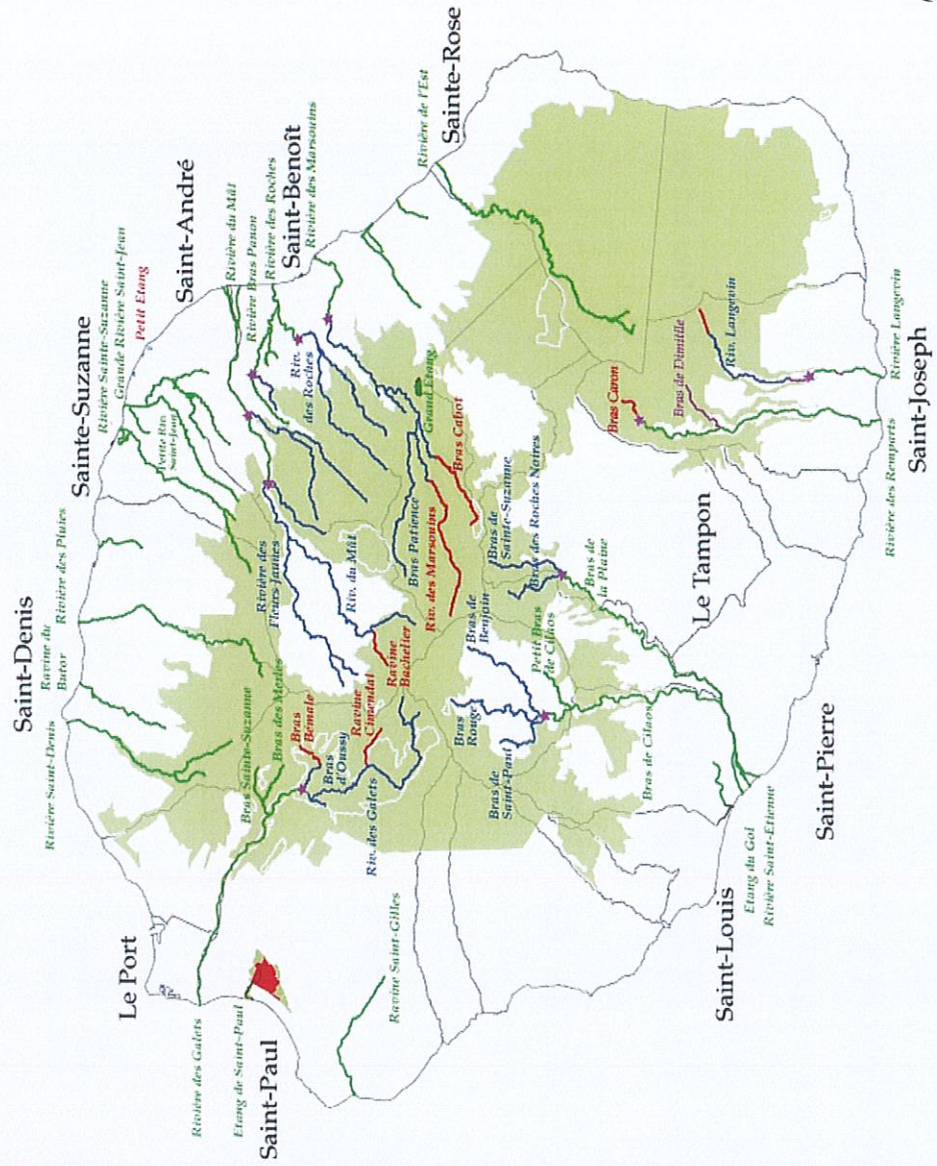 Saint-Denis
Ravine du
Butor
Rivière des Pluies
Rivière Saint-Denis
Sainte-Suzanne
Rivière Sainte-Suzanne
Grande Rivière Saint-Jean
Petit Etang
Saint-André
Rivière du Mât
Rivière Bras Panon
Rivière des Roches
Saint-Benoît
Rivière des Marsouins
Rivière de l'Est
Sainte-Rose
Le Port
Rivière des Galets
Etang de Saint-Paul
Saint-Paul
Ravine Saint-Gilles
Petite Riv.
Saint-Jean
Riv.
des Roches
Grand Etang
Rivière des
Fleurs Jaunes
Riv. du Mât
Bras Patience
Bras Cabot
Riv. des Marsouins
Ravine
Bachelier
Bras Sainte-Suzanne
Bras des Merles
Bras
Bémale
Bras
d'Oussy
Ravine
Cimendal
Riv. des Galets
Bras de
Sainte-Suzanne
Bras des Roches Noires
Bras de
Benjoin
Petit Bras
de Cilaos
Bras
Rouge
Bras de
Saint-Paul
Bras de
la Plaine
Bras de Cilaos
Bras Caron
Bras de Dimitile
Riv. Langevin
Le Tampon
Rivière Langevin
Rivière des Remparts
Saint-Joseph
Saint-Pierre
Etang du Gol
Rivière Saint-Etienne
Saint-Louis